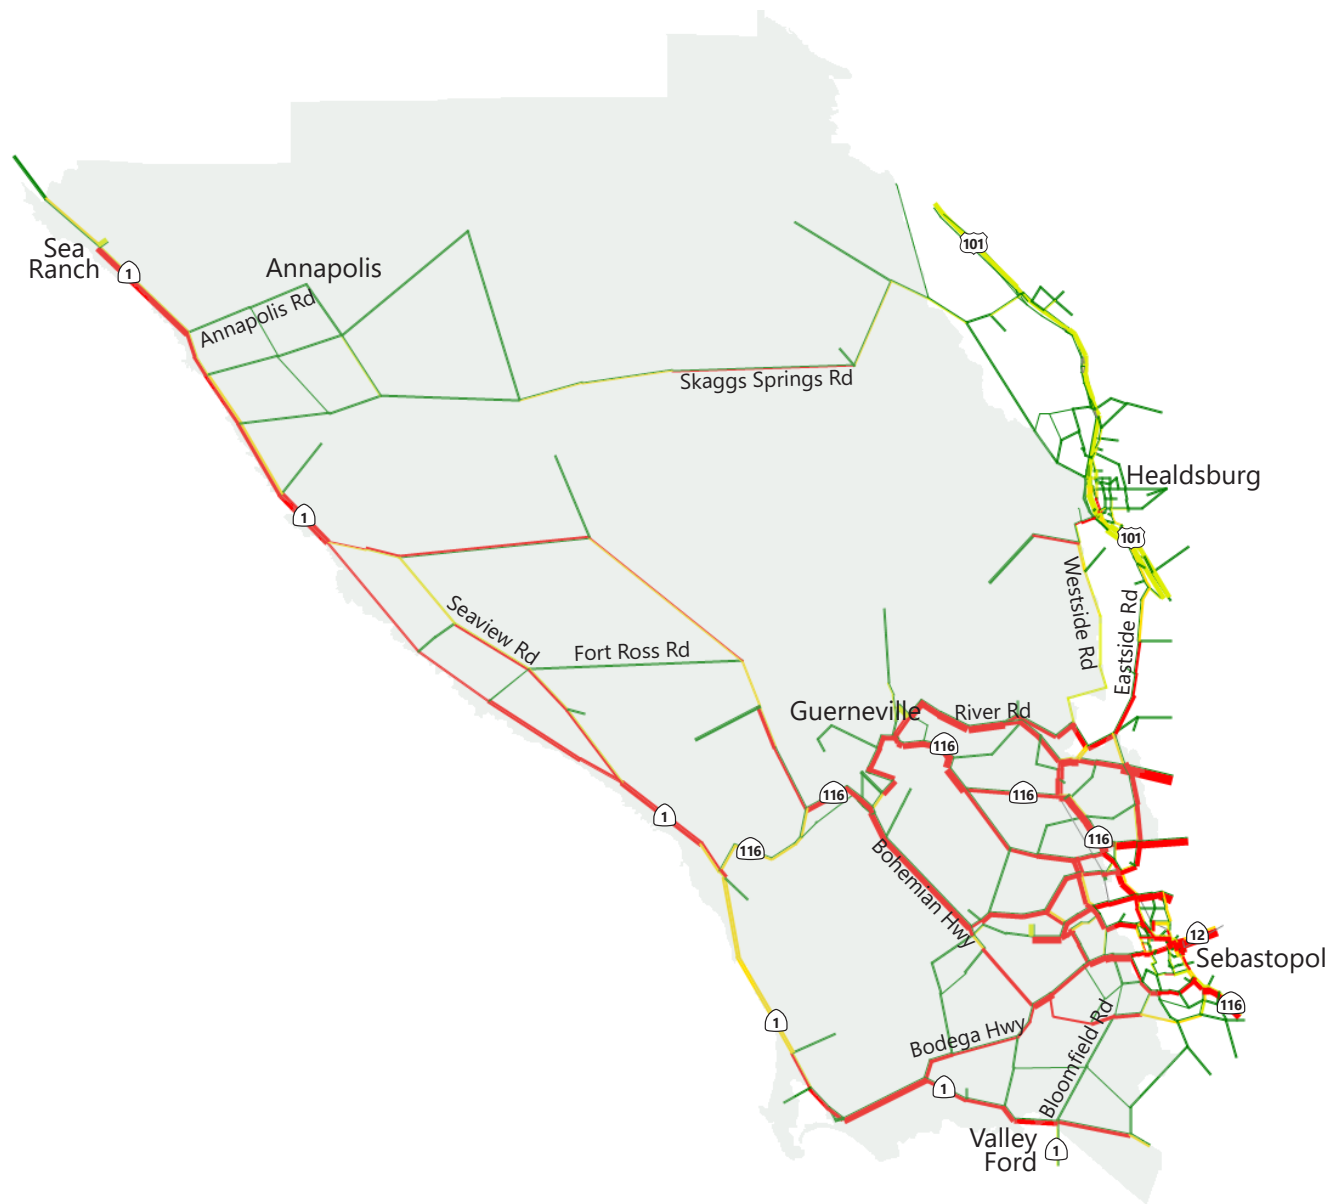 101
Sea
Ranch
1
Annapolis
Annapolis Rd
Skaggs Springs Rd
Healdsburg
1
101
Westside Rd
Eastside Rd
Seaview Rd
Fort Ross Rd
Guerneville
River Rd
116
116
116
1
116
116
Bohemian Hwy
12
Sebastopol
116
1
Bodega Hwy
Bloomfield Rd
1
Valley
Ford
1